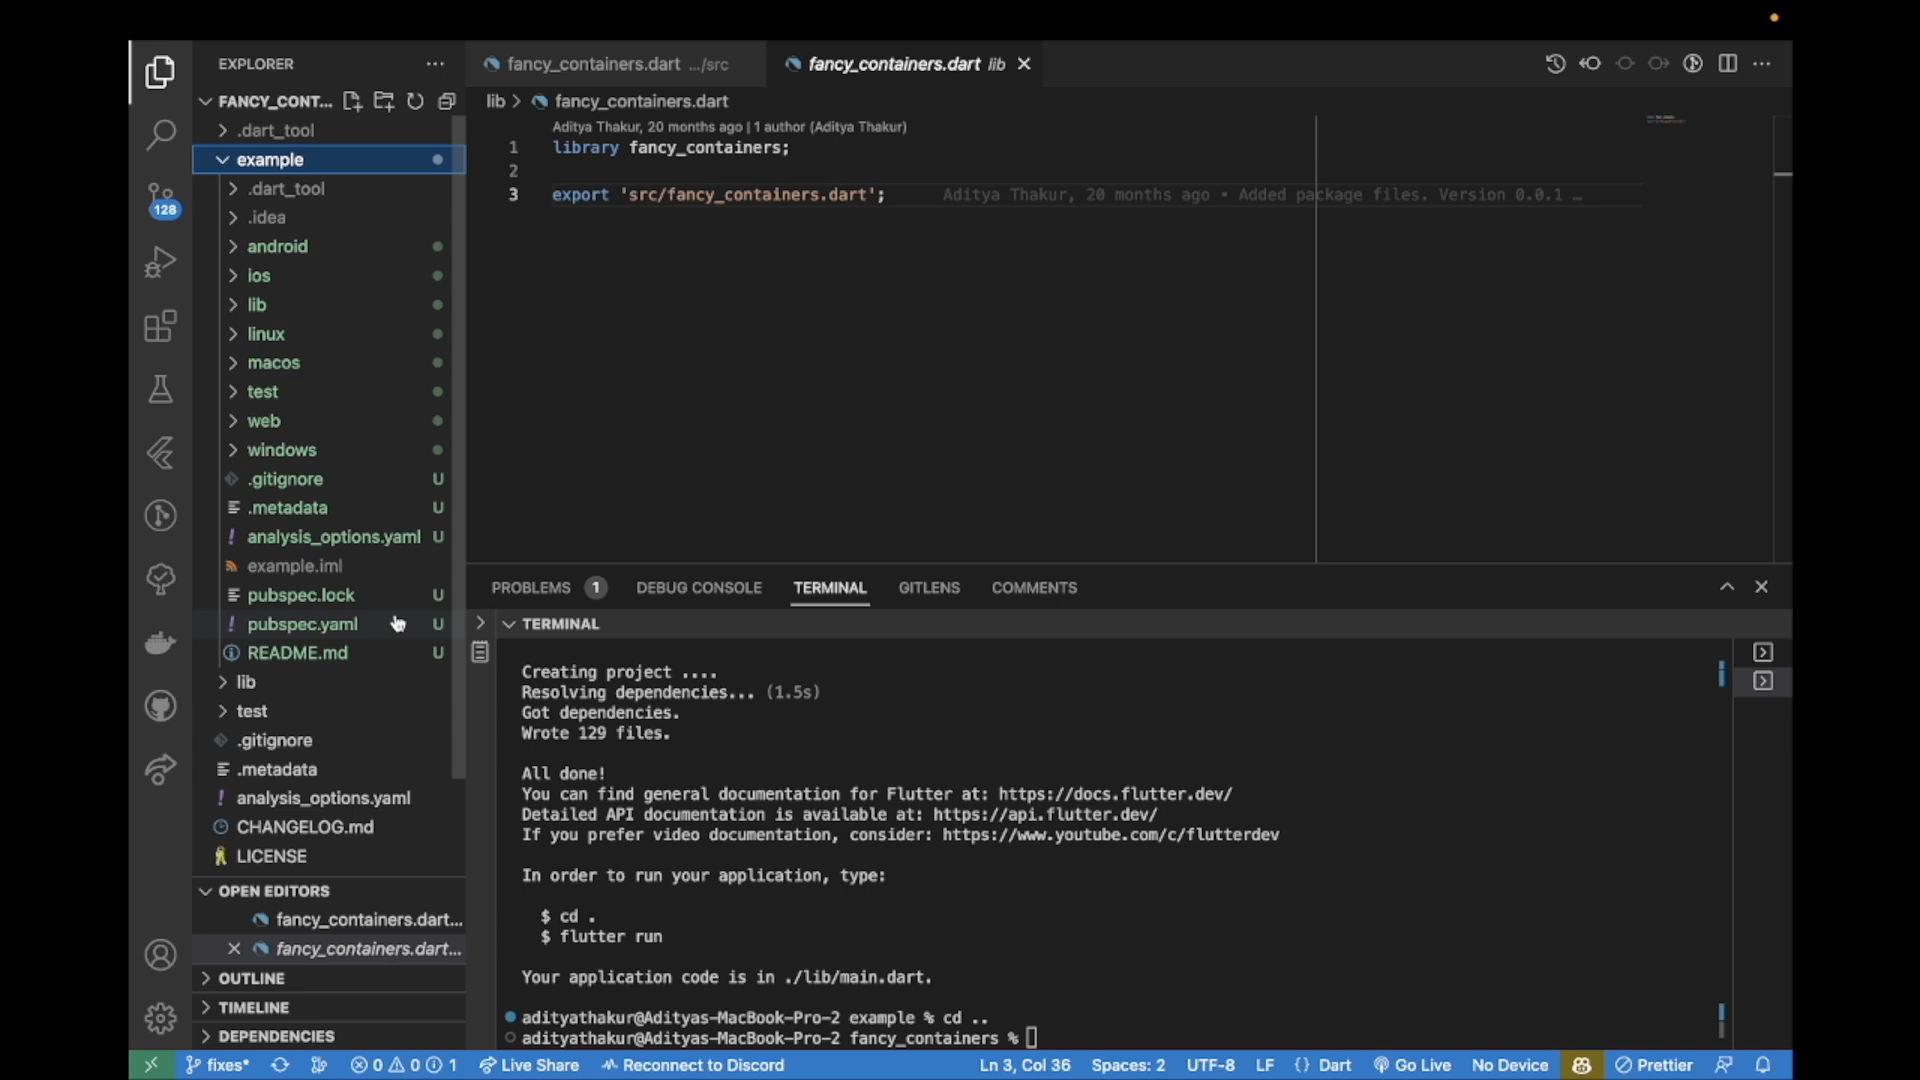 EXPLORER
FANCY_CONT...
.dart_tool
example
.dart_tool
.idea
android
ios
lib
linux
macos
test
web
windows
.gitignore U
.metadata U
analysis_options.yaml U
example.iml
pubspec.lock U
pubspec.yaml U
README.md U
lib
test
.gitignore
.metadata
analysis_options.yaml
CHANGELOG.md
LICENSE
OPEN EDITORS
fancy_containers.dart...
fancy_containers.dart...
OUTLINE
TIMELINE
DEPENDENCIES
128
fancy_containers.dart .../src
fancy_containers.dart lib
lib > fancy_containers.dart
Aditya Thakur, 20 months ago | 1 author (Aditya Thakur)
1 library fancy_containers;
2
3 export 'src/fancy_containers.dart'; Aditya Thakur, 20 months ago • Added package files. Version 0.0.1 …
PROBLEMS 1 DEBUG CONSOLE TERMINAL GITLENS COMMENTS
TERMINAL
Creating project ....
Resolving dependencies... (1.5s)
Got dependencies.
Wrote 129 files.
All done!
You can find general documentation for Flutter at: https://docs.flutter.dev/
Detailed API documentation is available at: https://api.flutter.dev/
If you prefer video documentation, consider: https://www.youtube.com/c/flutterdev
In order to run your application, type:
$ cd .
$ flutter run
Your application code is in ./lib/main.dart.
adityathakur@Adityas-MacBook-Pro-2 example % cd ..
adityathakur@Adityas-MacBook-Pro-2 fancy_containers %
fixes* 0 0 1 Live Share Reconnect to Discord Ln 3, Col 36 Spaces: 2 UTF-8 LF {} Dart Go Live No Device Prettier